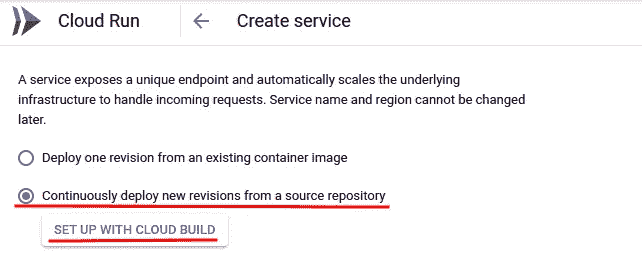 Cloud Run
Create service
A service exposes a unique endpoint and automatically scales the underlying
infrastructure to handle incoming requests. Service name and region cannot be changed
later.
Deploy one revision from an existing container image
Continuously deploy new revisions from a source repository
SET UP WITH CLOUD BUILD